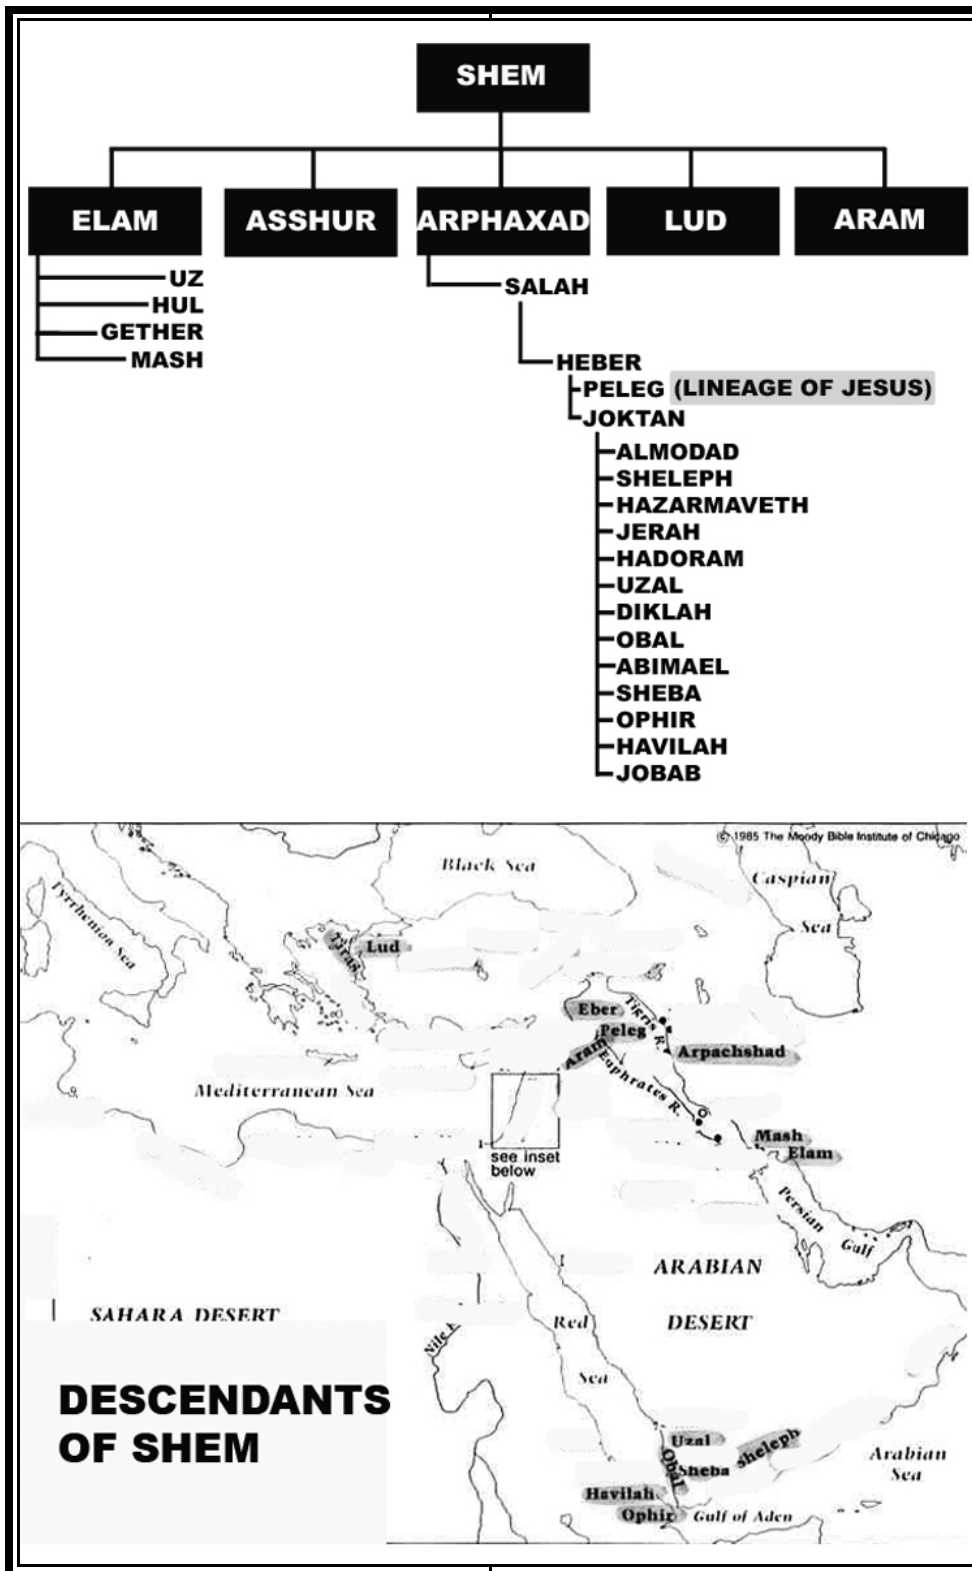 SHEM
ELAM
ASSHUR
ARPHAXAD
LUD
ARAM
UZ
HUL
GETHER
MASH
SALAH
HEBER
PELEG (LINEAGE OF JESUS)
JOKTAN
ALMODAD
SHELEPH
HAZARMAVETH
JERAH
HADORAM
UZAL
DIKLAH
OBAL
ABIMAEL
SHEBA
OPHIR
HAVILAH
JOBAB
© 1985 The Moody Bible Institute of Chicago
Black Sea
Caspian
Sea
Tyrrhenian Sea
Tiras
Lud
Eber
Tigris R.
Peleg
Aram
Arpachshad
Euphrates R.
Mediterranean Sea
Mash
Elam
see inset
below
Persian
Gulf
ARABIAN
DESERT
SAHARA DESERT
Nile
Red
Sea
DESCENDANTS
OF SHEM
Uzal
Obal
Sheba
sheleph
Arabian
Sea
Havilah
Ophir
Gulf of Aden